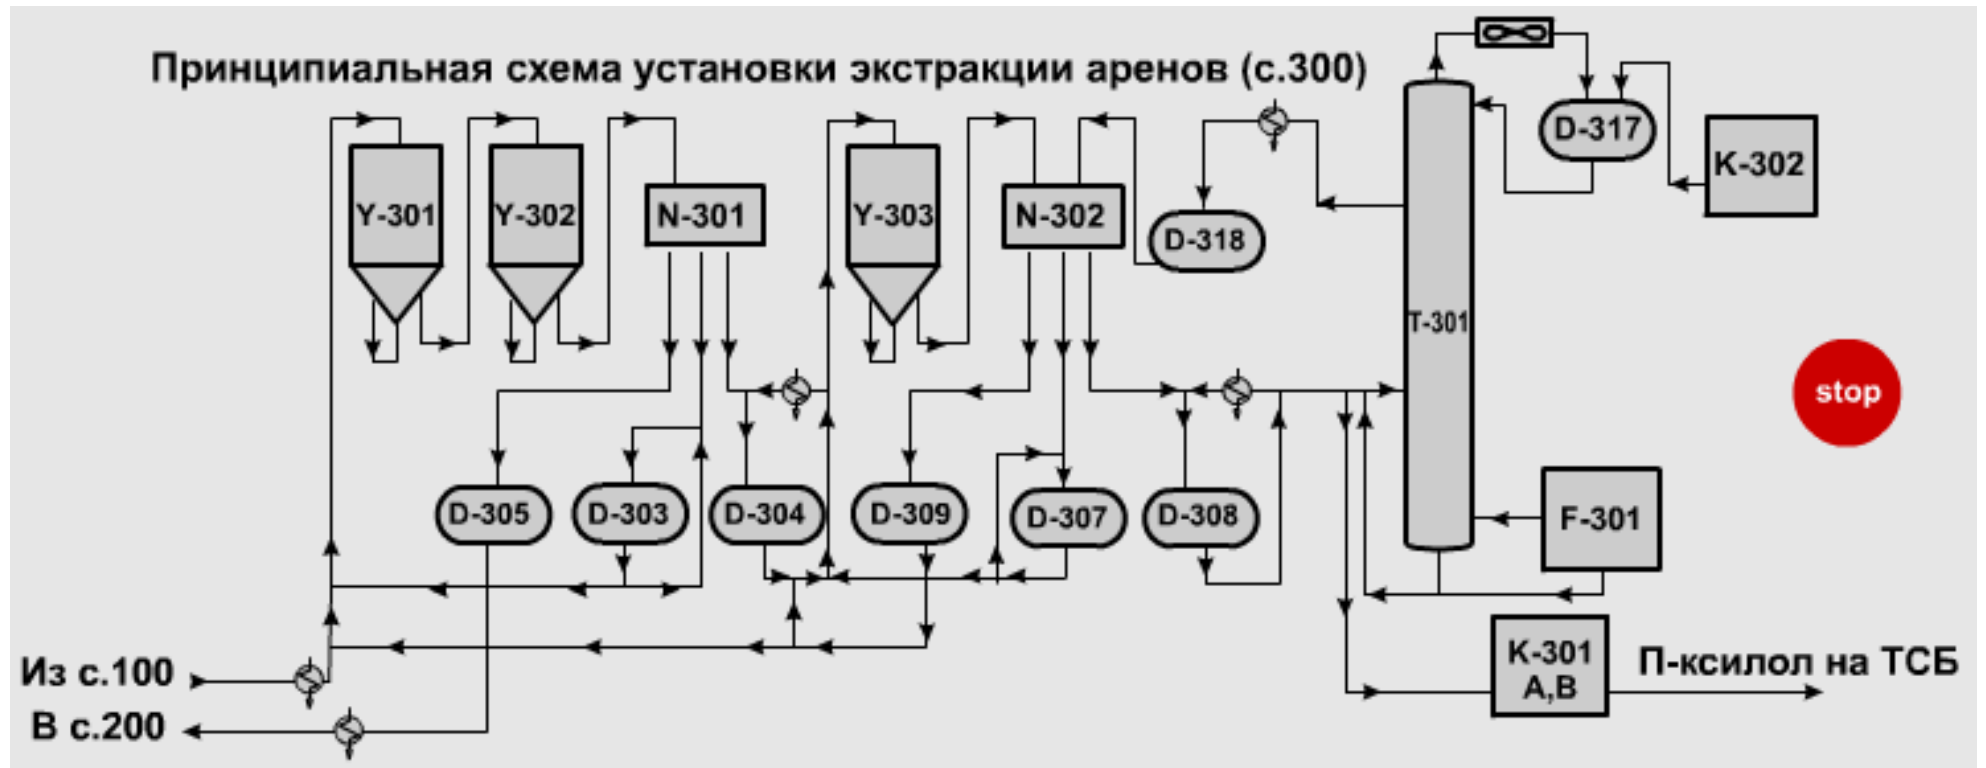 Принципиальная схема установки экстракции аренов (с.300)
D-317
K-302
Y-301
Y-302
N-301
Y-303
N-302
D-318
T-301
stop
D-305
D-303
D-304
D-309
D-307
D-308
F-301
Из с.100
В с.200
K-301
A,B
П-ксилол на ТСБ